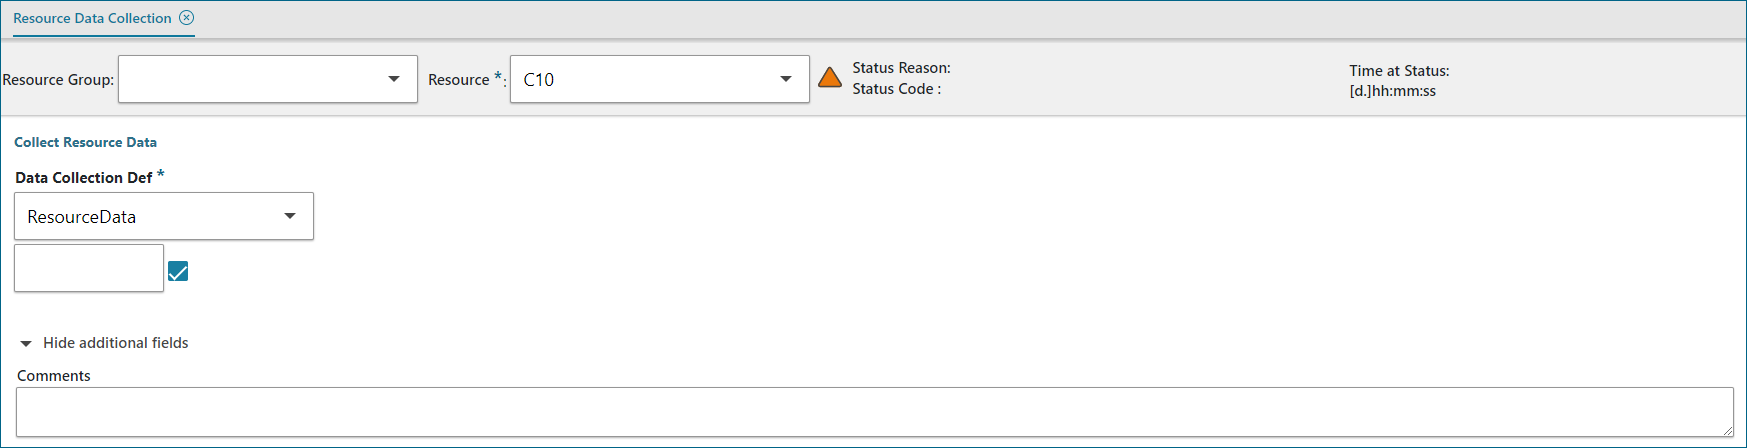 Resource Data Collection
Resource Group:
Resource *:
C10
Status Reason:
Status Code :
Time at Status:
[d.]hh:mm:ss
Collect Resource Data
Data Collection Def *
ResourceData
Hide additional fields
Comments